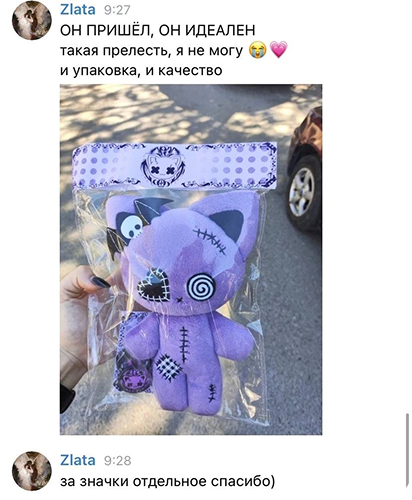 Zlata 9:27
ОН ПРИШЁЛ, ОН ИДЕАЛЕН
такая прелесть, я не могу 😭💗
и упаковка, и качество
Zlata 9:28
за значки отдельное спасибо)